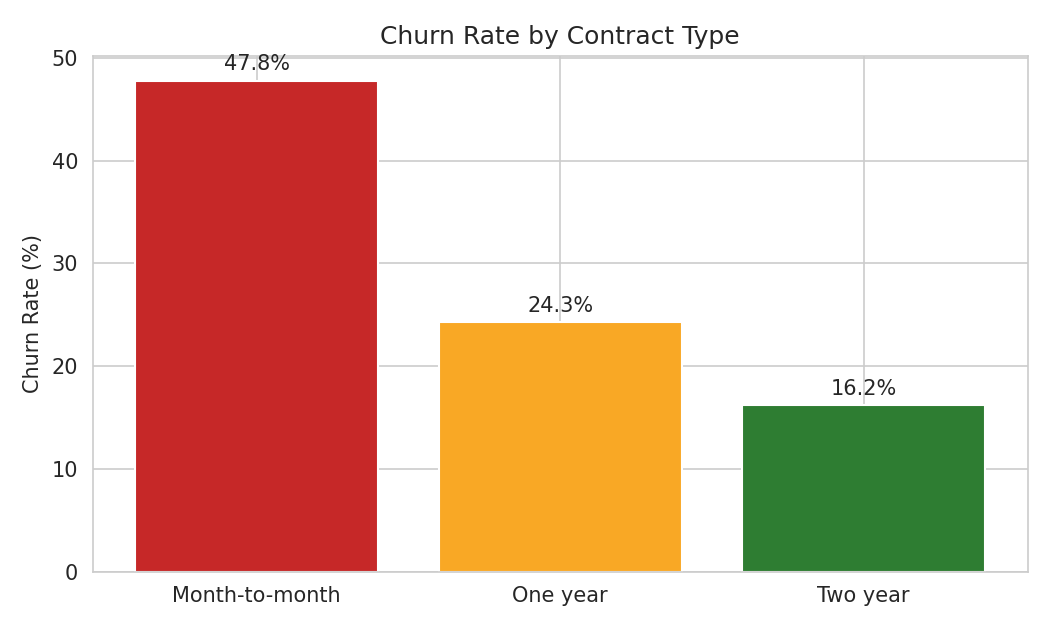 Churn Rate by Contract Type
Churn Rate (%)
50
40
30
20
10
0
47.8%
24.3%
16.2%
Month-to-month
One year
Two year